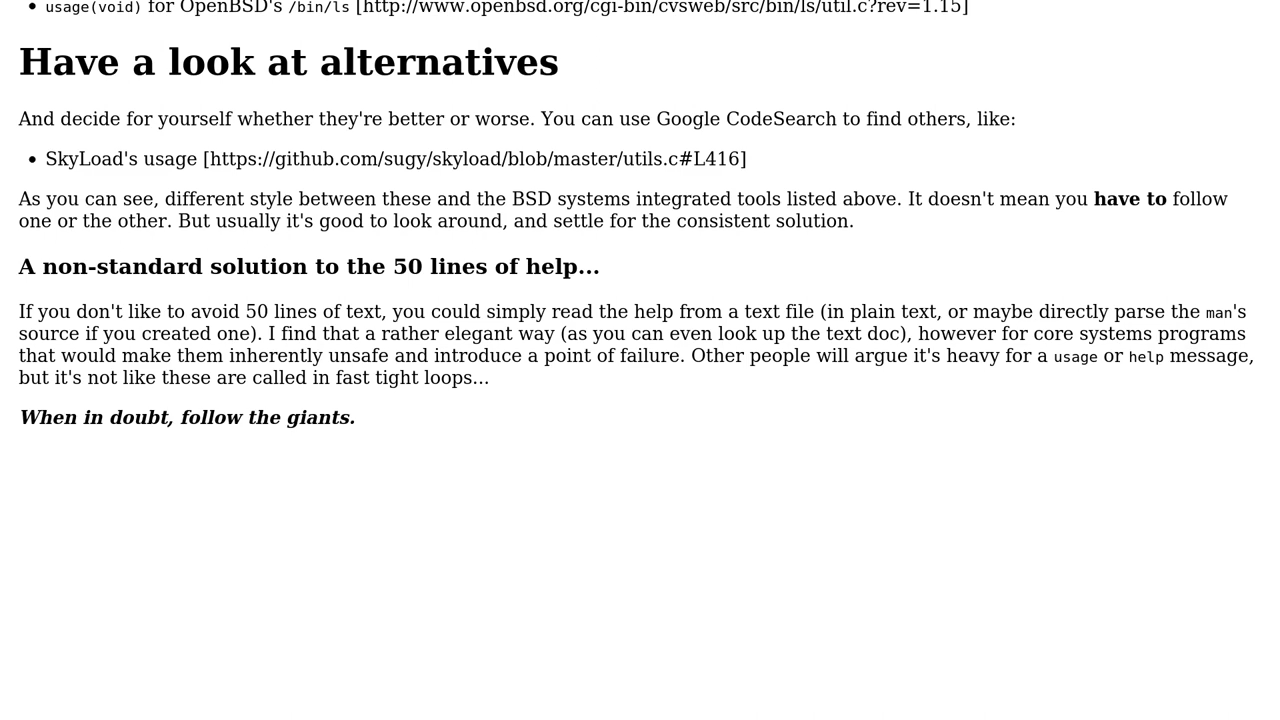 • usage(void) for OpenBSD's /bin/ls [http://www.openbsd.org/cgi-bin/cvsweb/src/bin/ls/util.c?rev=1.15]
Have a look at alternatives
And decide for yourself whether they're better or worse. You can use Google CodeSearch to find others, like:
• SkyLoad's usage [https://github.com/sugy/skyload/blob/master/utils.c#L416]
As you can see, different style between these and the BSD systems integrated tools listed above. It doesn't mean you have to follow
one or the other. But usually it's good to look around, and settle for the consistent solution.
A non-standard solution to the 50 lines of help...
If you don't like to avoid 50 lines of text, you could simply read the help from a text file (in plain text, or maybe directly parse the man's
source if you created one). I find that a rather elegant way (as you can even look up the text doc), however for core systems programs
that would make them inherently unsafe and introduce a point of failure. Other people will argue it's heavy for a usage or help message,
but it's not like these are called in fast tight loops...
When in doubt, follow the giants.